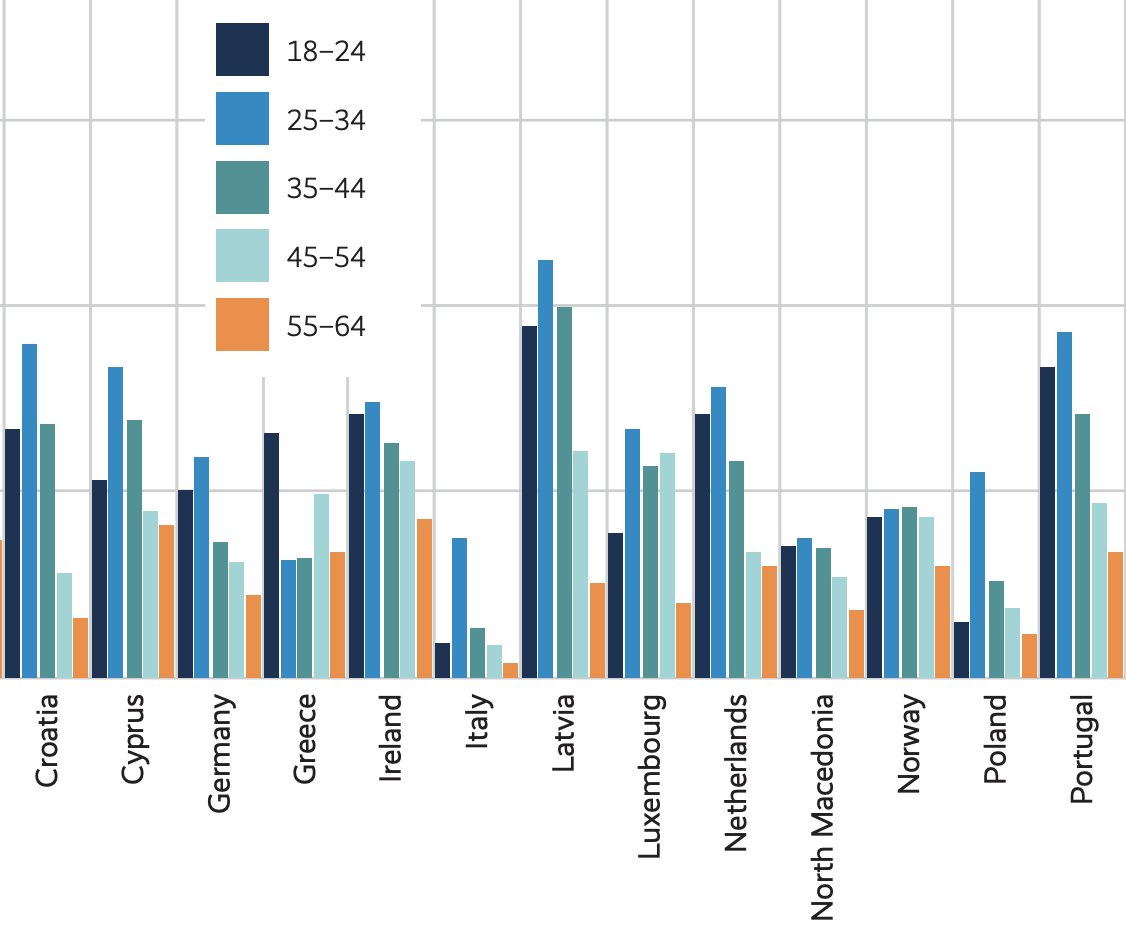 18–24
25–34
35–44
45–54
55–64
Croatia
Cyprus
Germany
Greece
Ireland
Italy
Latvia
Luxembourg
Netherlands
North Macedonia
Norway
Poland
Portugal